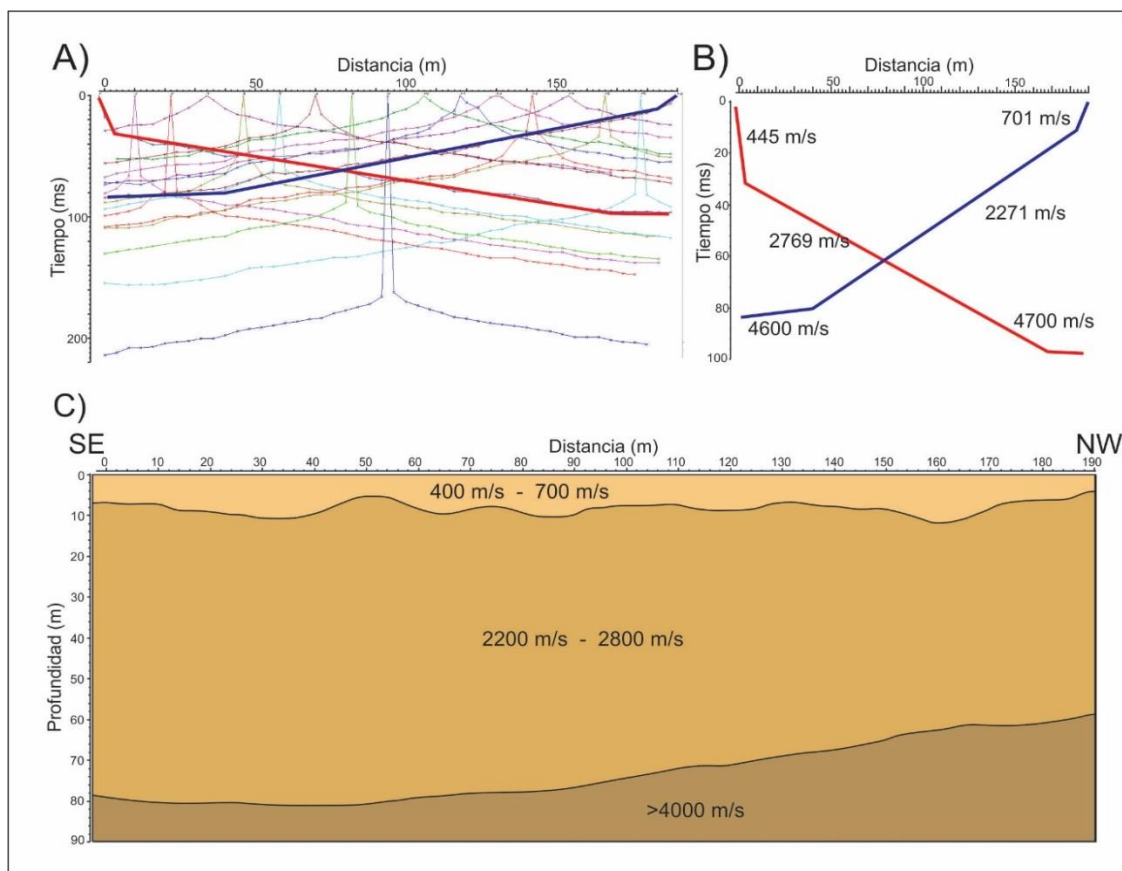 A)
Distancia (m)
0 50 100 150
Tiempo (ms)
0
100
200
B)
Distancia (m)
0 50 100 150
Tiempo (ms)
0
20
40
60
80
100
445 m/s
701 m/s
2271 m/s
2769 m/s
4600 m/s
4700 m/s
C)
SE
Distancia (m)
NW
0 10 20 30 40 50 60 70 80 90 100 110 120 130 140 150 160 170 180 190
Profundidad (m)
0
10
20
30
40
50
60
70
80
90
400 m/s - 700 m/s
2200 m/s - 2800 m/s
>4000 m/s